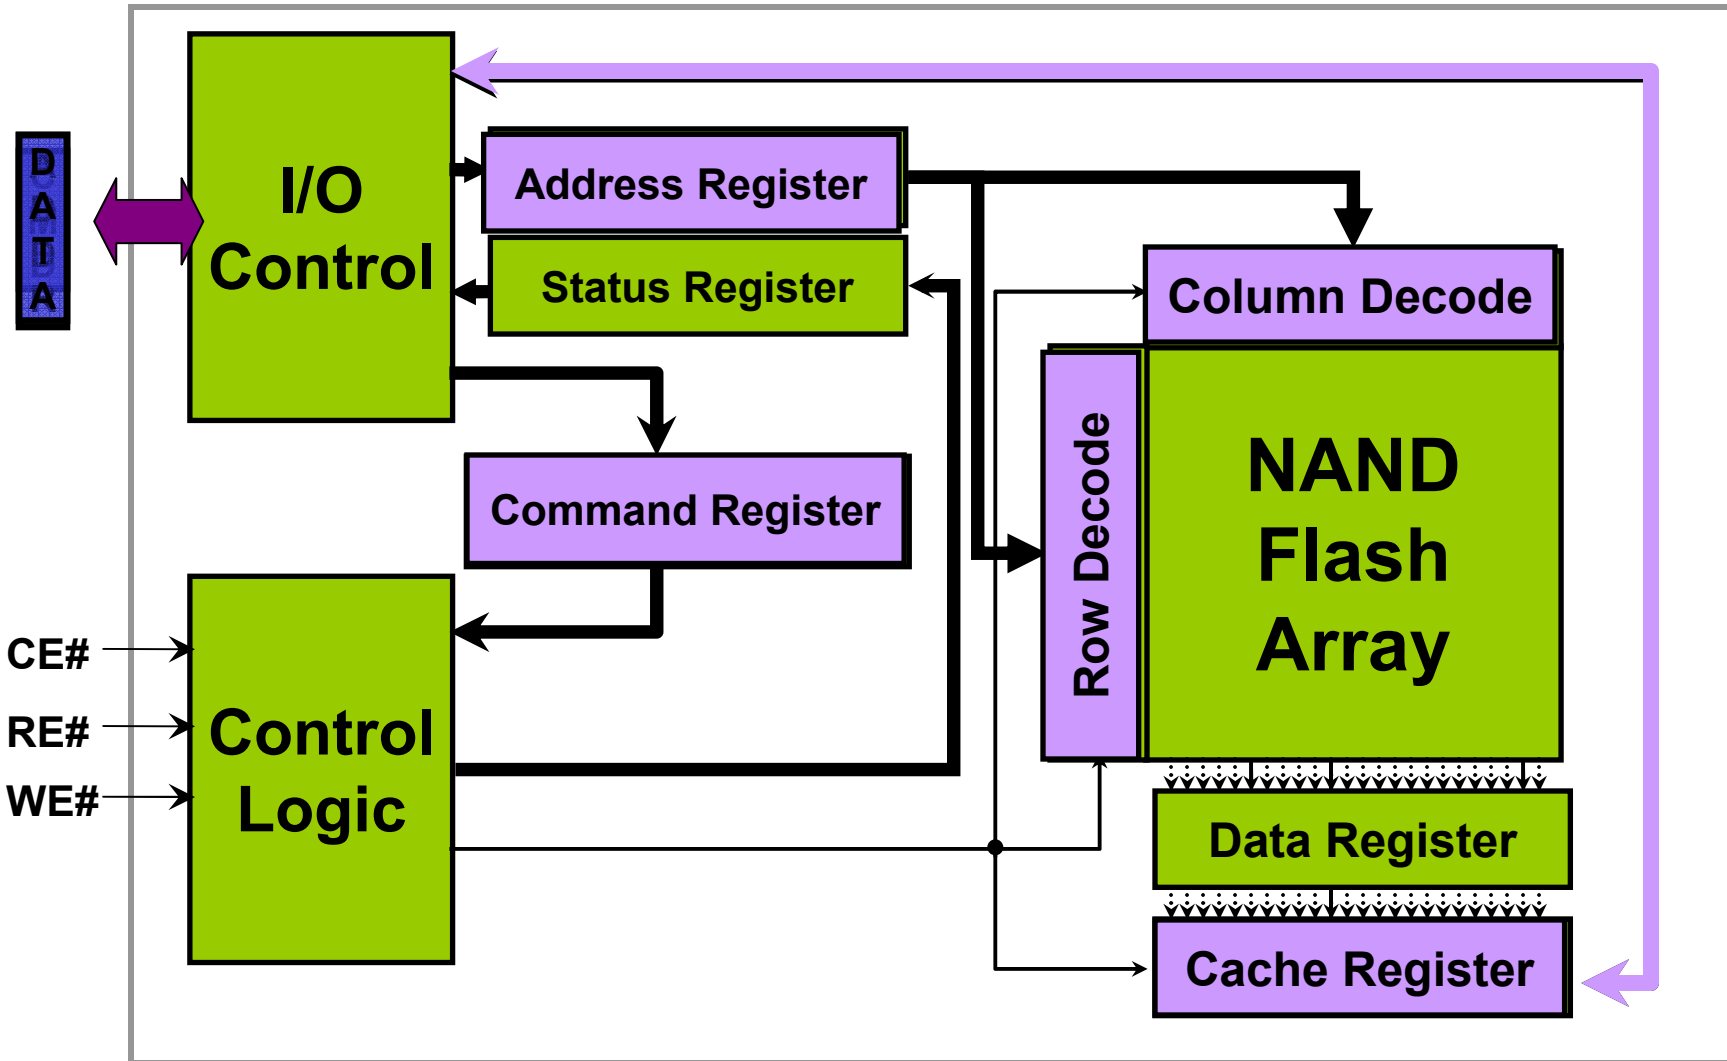 DATA
I/O
Control
Address Register
Status Register
Column Decode
Row Decode
NAND
Flash
Array
Command Register
CE#
RE#
WE#
Control
Logic
Data Register
Cache Register